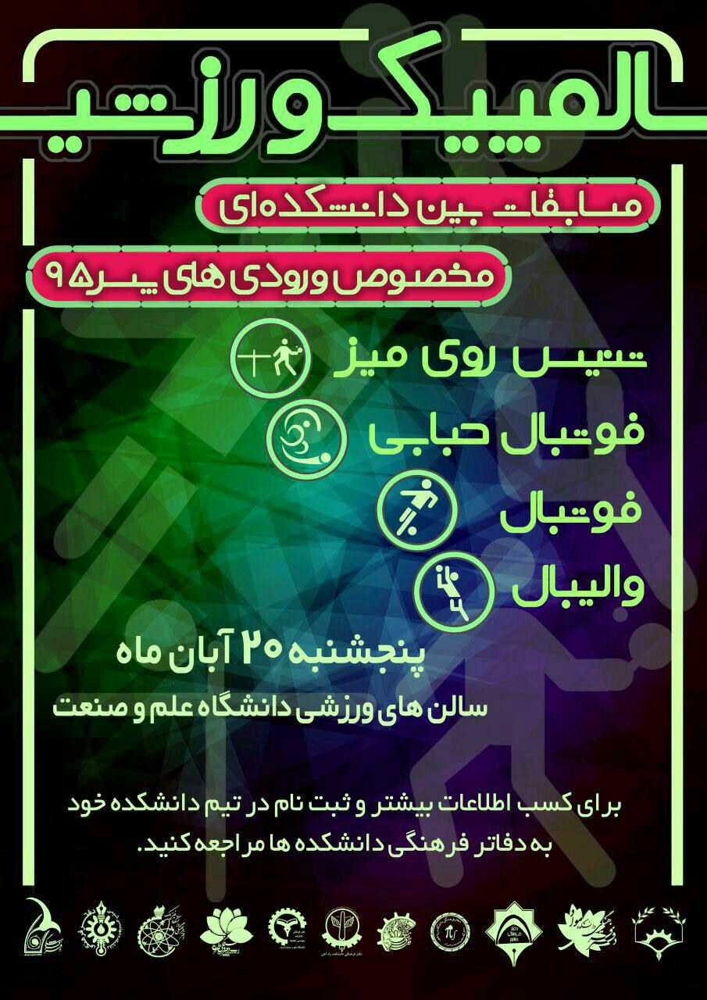 المپیک ورزشی
مسابقات بین دانشکده‌ای
مخصوص ورودی های پسر ۹۵
تنیس روی میز
فوتبال حبابی
فوتبال
والیبال
پنجشنبه ۲۰ آبان ماه
سالن های ورزشی دانشگاه علم و صنعت
برای کسب اطلاعات بیشتر و ثبت نام در تیم دانشکده خود
به دفاتر فرهنگی دانشکده ها مراجعه کنید.